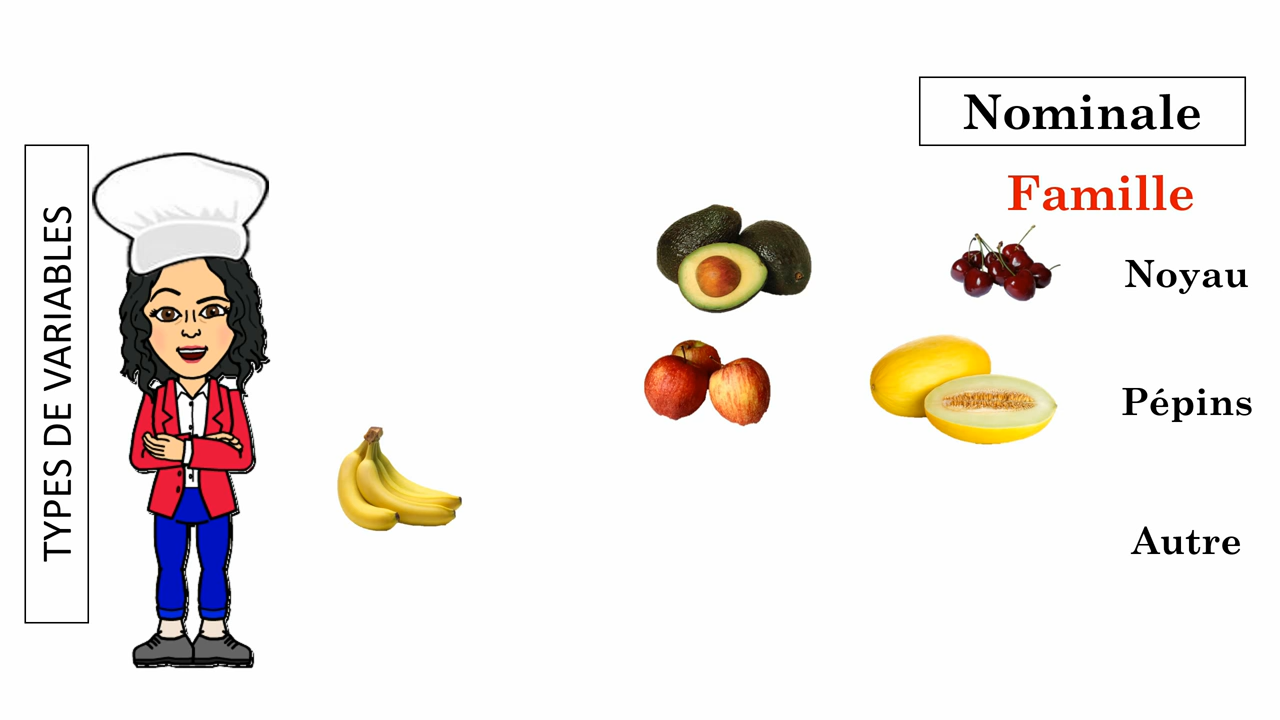 TYPES DE VARIABLES
Nominale
Famille
Noyau
Pépins
Autre